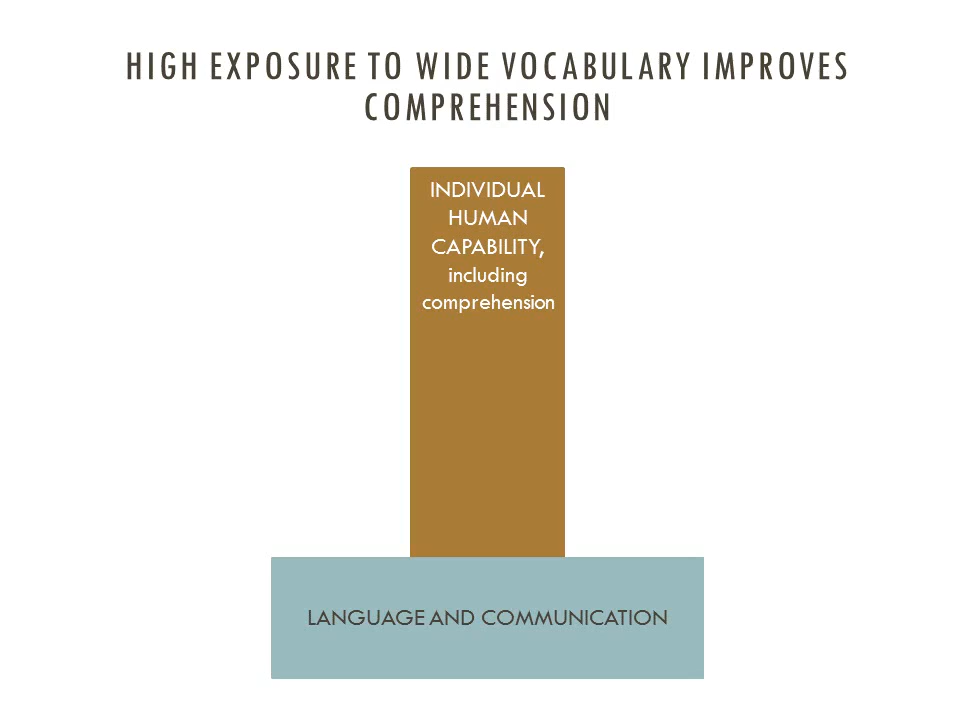 HIGH EXPOSURE TO WIDE VOCABULARY IMPROVES
COMPREHENSION
INDIVIDUAL
HUMAN
CAPABILITY,
including
comprehension
LANGUAGE AND COMMUNICATION